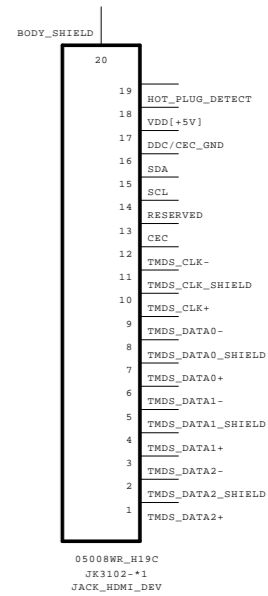 BODY_SHIELD
20
19
HOT_PLUG_DETECT
18
VDD[+5V]
17
DDC/CEC_GND
16
SDA
15
SCL
14
RESERVED
13
CEC
12
TMDS_CLK-
11
TMDS_CLK_SHIELD
10
TMDS_CLK+
9
TMDS_DATA0-
8
TMDS_DATA0_SHIELD
7
TMDS_DATA0+
6
TMDS_DATA1-
5
TMDS_DATA1_SHIELD
4
TMDS_DATA1+
3
TMDS_DATA2-
2
TMDS_DATA2_SHIELD
1
TMDS_DATA2+
05008WR_H19C
JK3102-*1
JACK_HDMI_DEV